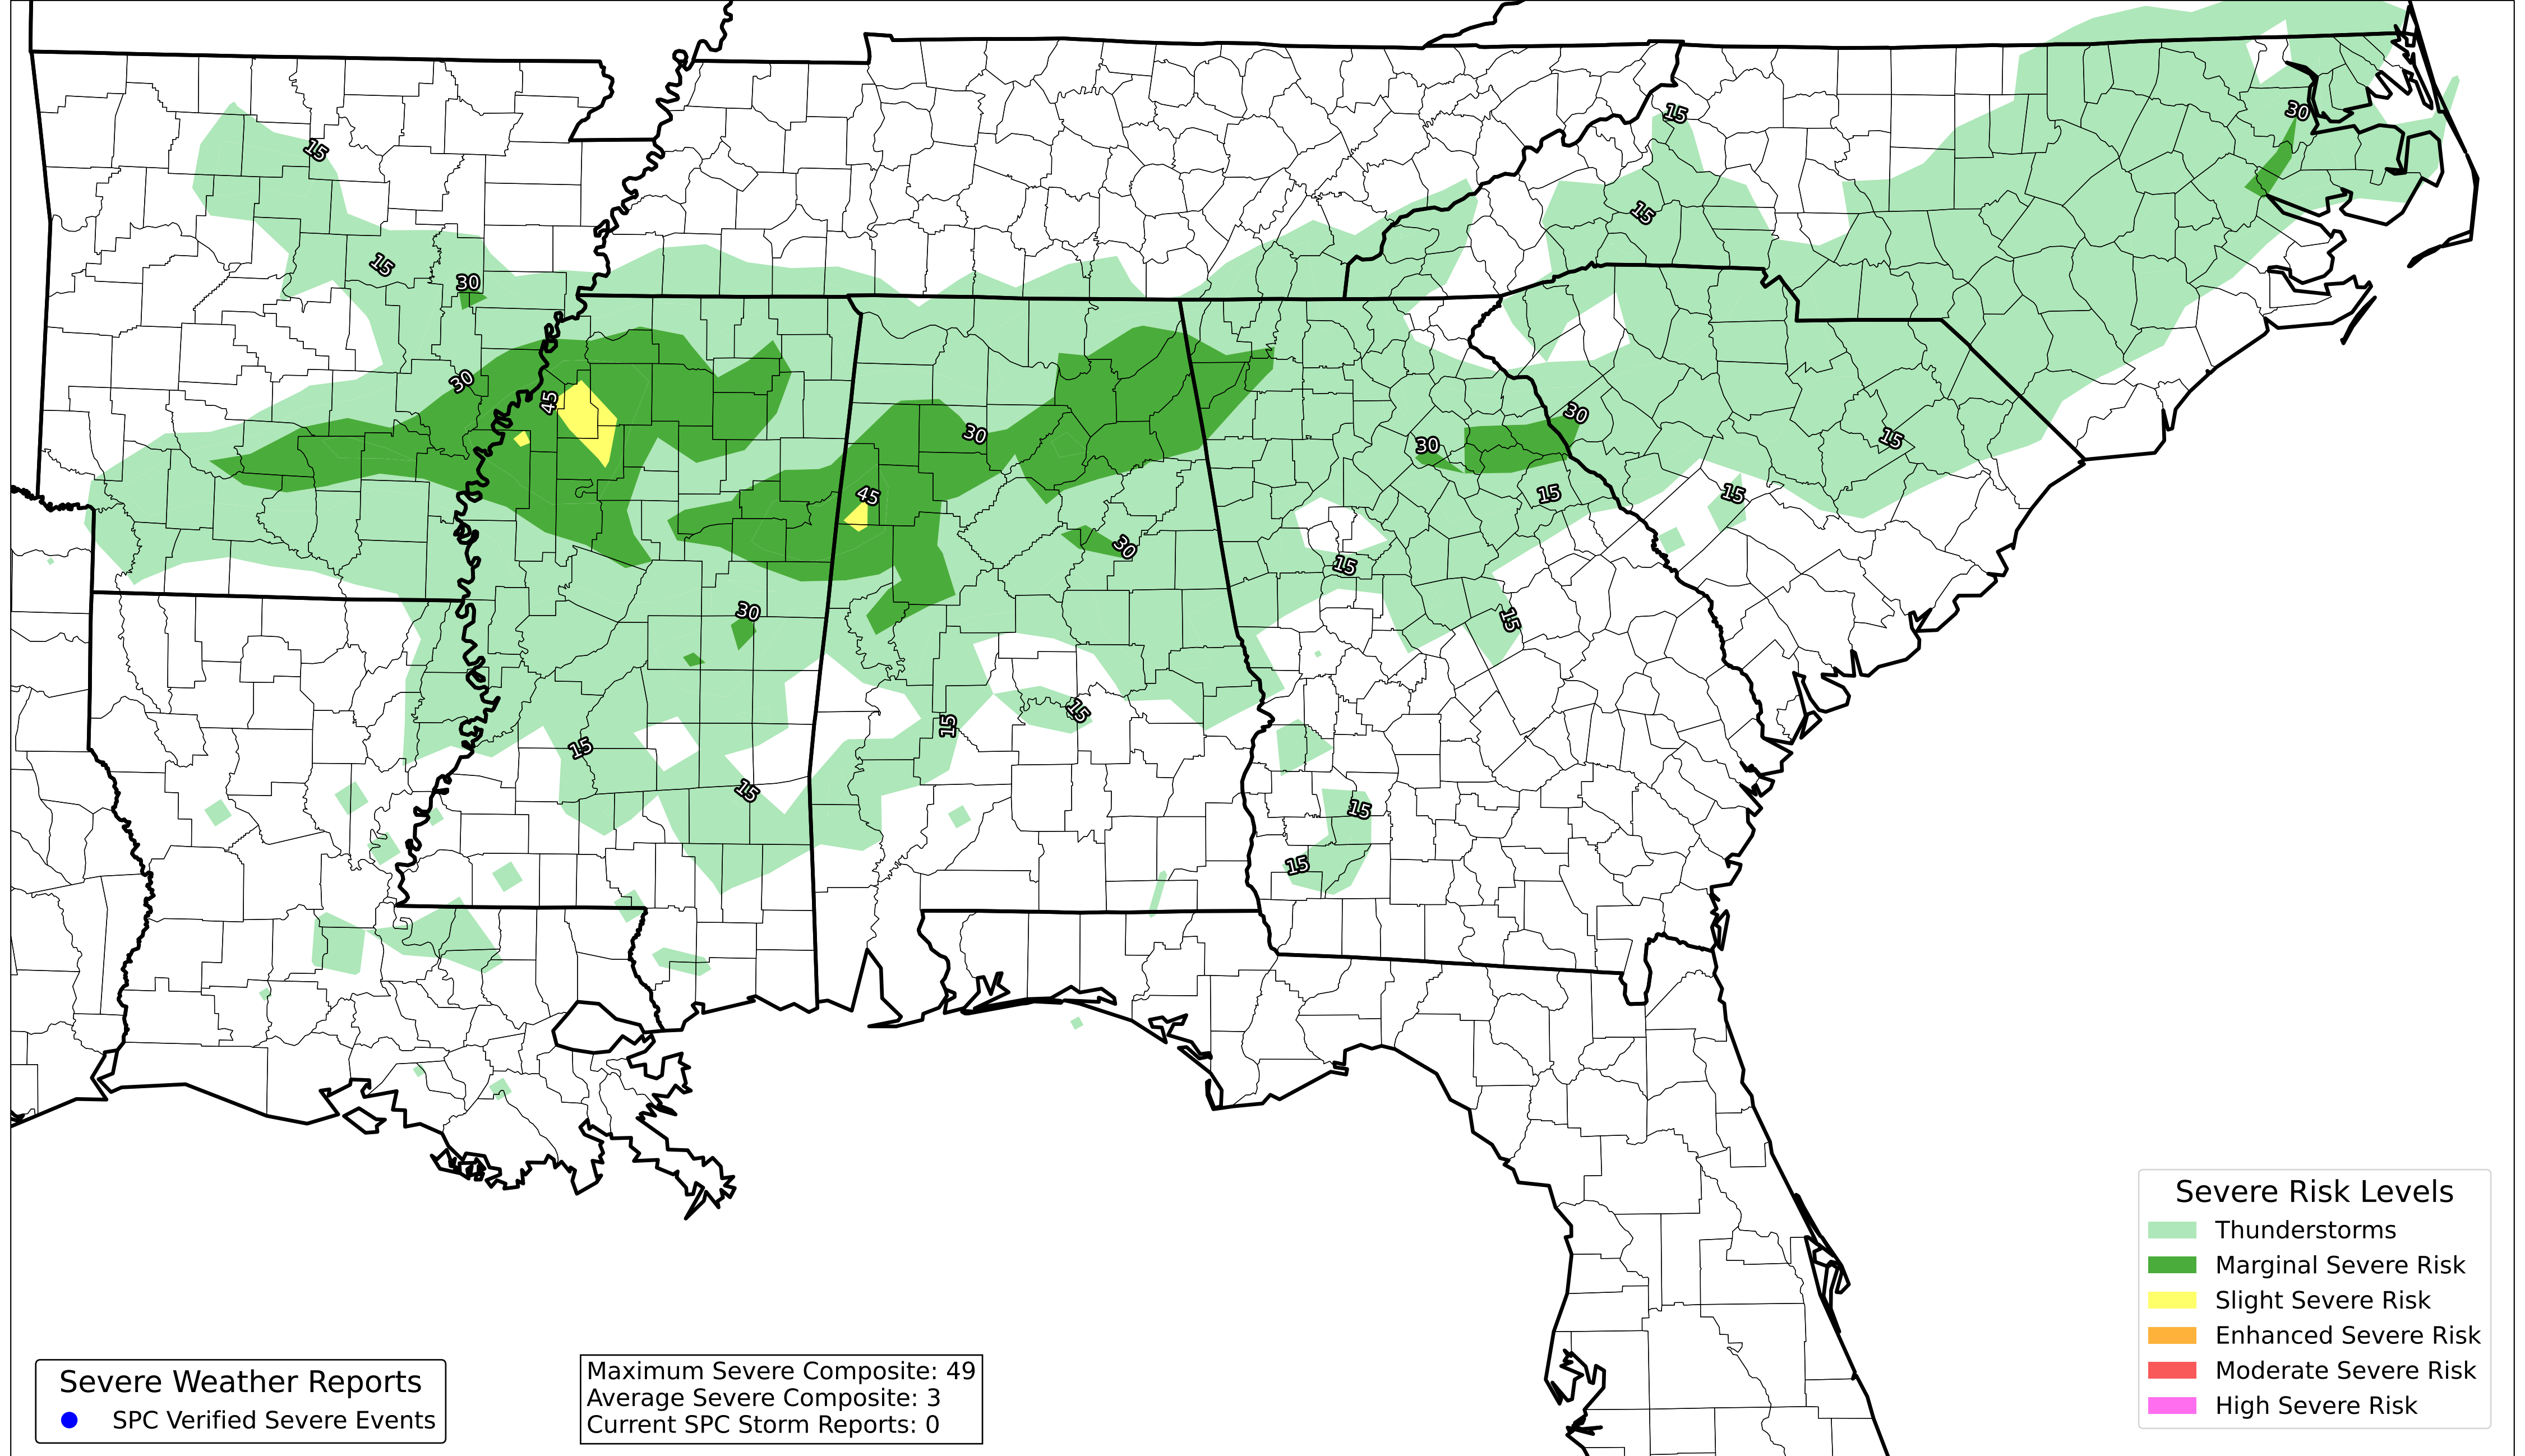 15
30
15
15
15
30
30
45
30
30
30
15
45
15
15
30
15
30
15
15
15
15
15
15
15
Severe Risk Levels
Thunderstorms
Marginal Severe Risk
Slight Severe Risk
Enhanced Severe Risk
Moderate Severe Risk
High Severe Risk
Severe Weather Reports
SPC Verified Severe Events
Maximum Severe Composite: 49
Average Severe Composite: 3
Current SPC Storm Reports: 0